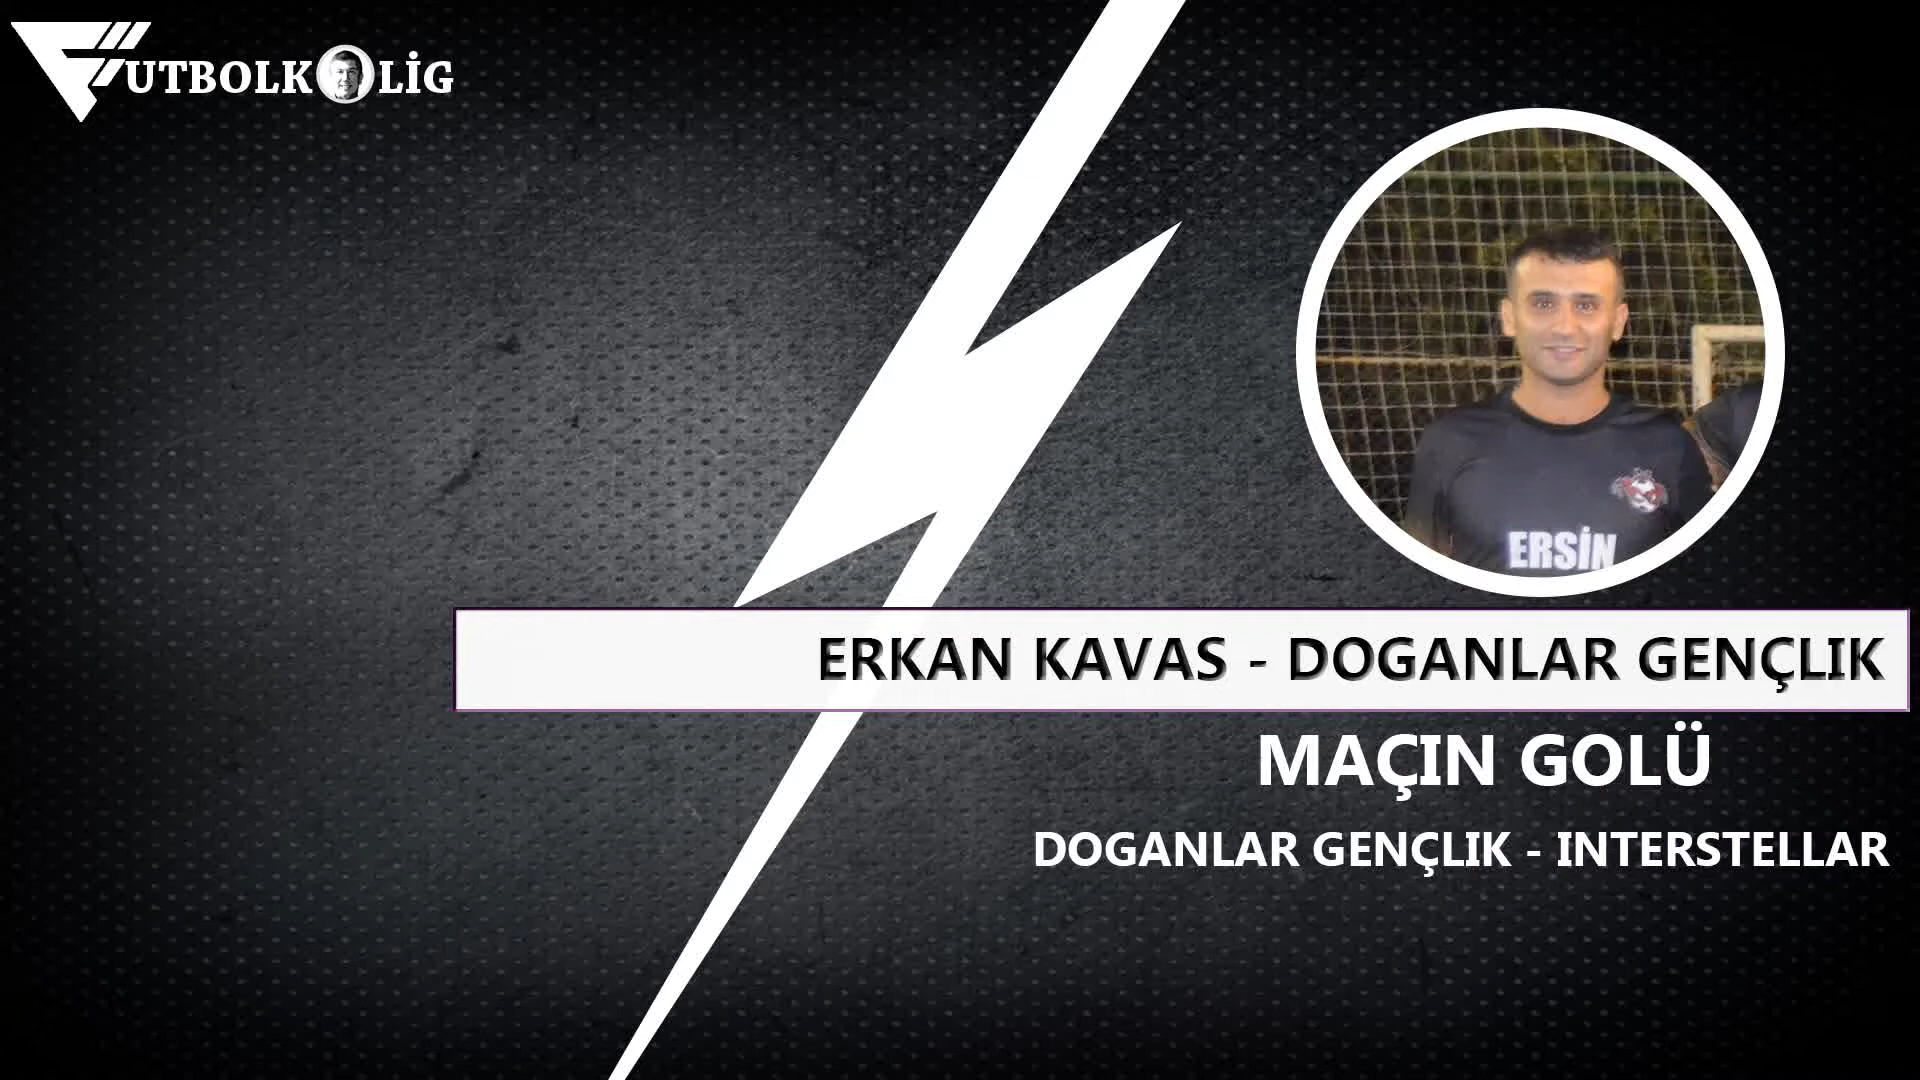 FUTBOLKOLİG
ERSİN
ERKAN KAVAS - DOGANLAR GENÇLIK
MAÇIN GOLÜ
DOGANLAR GENÇLIK - INTERSTELLAR